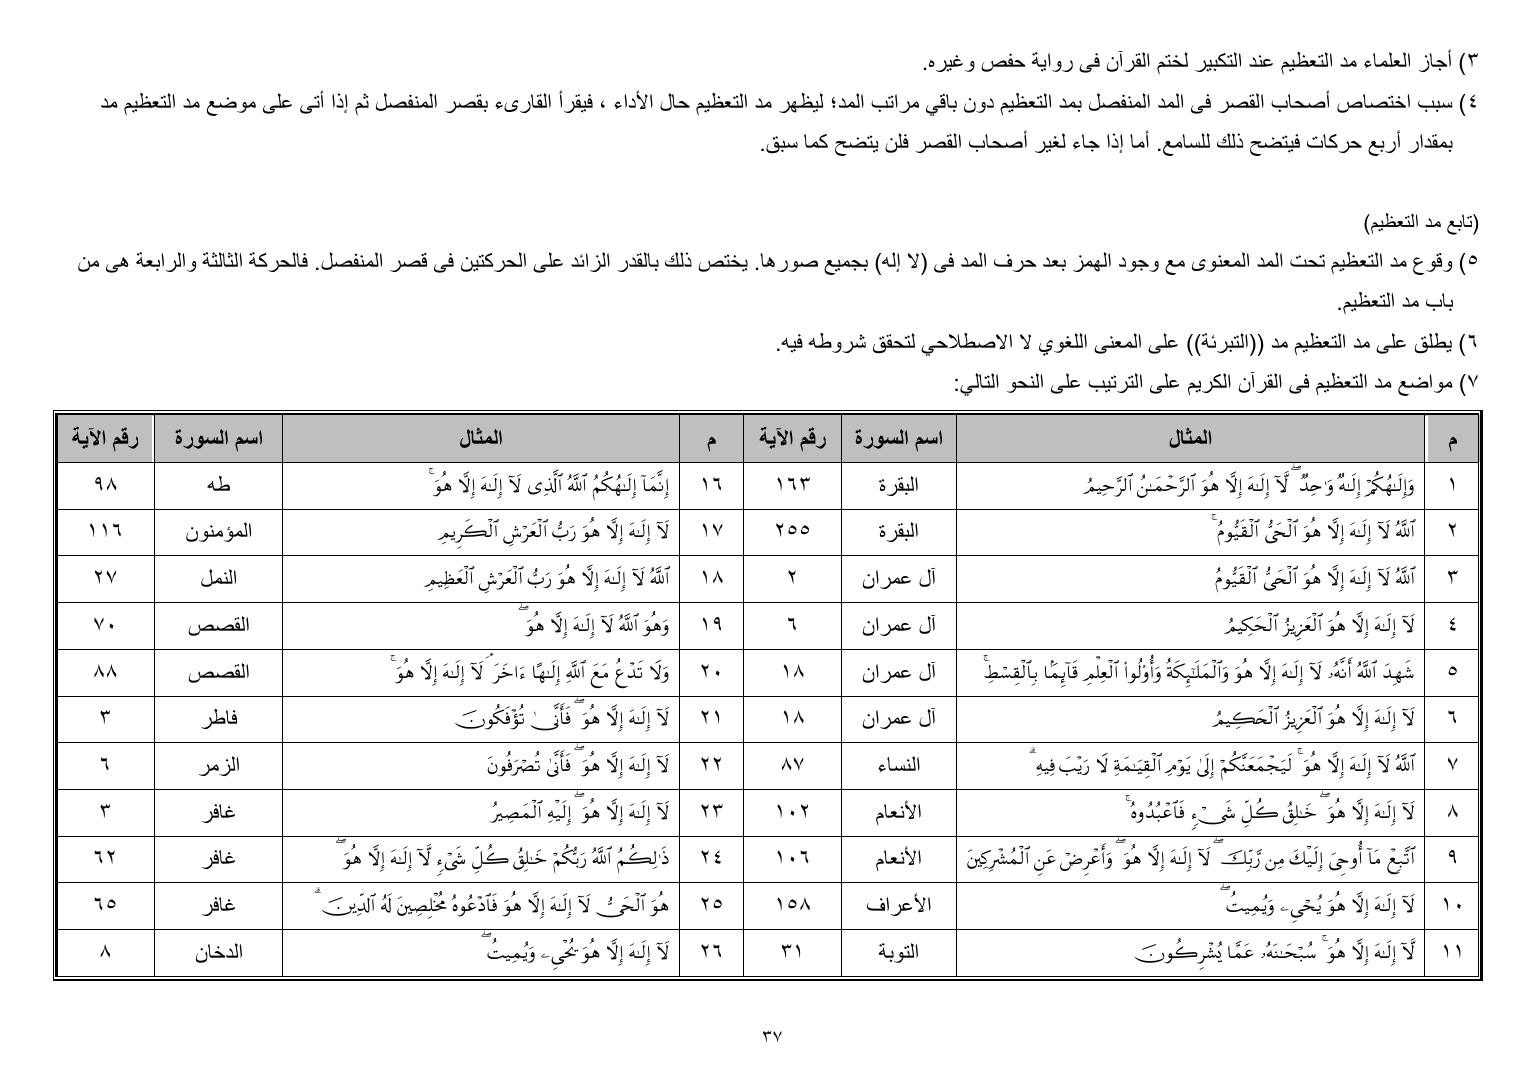 ٣) أجاز العلماء مد التعظيم عند التكبير لختم القرآن فى رواية حفص وغيره.
٤) سبب اختصاص أصحاب القصر فى المد المنفصل بمد التعظيم دون باقي مراتب المد؛ ليظهر مد التعظيم حال الأداء ، فيقرأ القارىء بقصر المنفصل ثم إذا أتى على موضع مد التعظيم مد
بمقدار أربع حركات فيتضح ذلك للسامع. أما إذا جاء لغير أصحاب القصر فلن يتضح كما سبق.
(تابع مد التعظيم)
٥) وقوع مد التعظيم تحت المد المعنوى مع وجود الهمز بعد حرف المد فى (لا إله) بجميع صورها. يختص ذلك بالقدر الزائد على الحركتين فى قصر المنفصل. فالحركة الثالثة والرابعة هى من
باب مد التعظيم.
٦) يطلق على مد التعظيم مد ((التبرئة)) على المعنى اللغوي لا الاصطلاحي لتحقق شروطه فيه.
٧) مواضع مد التعظيم فى القرآن الكريم على الترتيب على النحو التالي:
م المثال اسم السورة رقم الآية م المثال اسم السورة رقم الآية
١ وَإِلَـٰهُكُمْ إِلَـٰهٌ وَٰحِدٌ ۖ لَّآ إِلَـٰهَ إِلَّا هُوَ ٱلرَّحْمَـٰنُ ٱلرَّحِيمُ البقرة ١٦٣ ١٦ إِنَّمَآ إِلَـٰهُكُمُ ٱللَّهُ ٱلَّذِى لَآ إِلَـٰهَ إِلَّا هُوَ ۚ طه ٩٨
٢ ٱللَّهُ لَآ إِلَـٰهَ إِلَّا هُوَ ٱلْحَىُّ ٱلْقَيُّومُ ۚ البقرة ٢٥٥ ١٧ لَآ إِلَـٰهَ إِلَّا هُوَ رَبُّ ٱلْعَرْشِ ٱلْكَرِيمِ المؤمنون ١١٦
٣ ٱللَّهُ لَآ إِلَـٰهَ إِلَّا هُوَ ٱلْحَىُّ ٱلْقَيُّومُ آل عمران ٢ ١٨ ٱللَّهُ لَآ إِلَـٰهَ إِلَّا هُوَ رَبُّ ٱلْعَرْشِ ٱلْعَظِيمِ النمل ٢٧
٤ لَآ إِلَـٰهَ إِلَّا هُوَ ٱلْعَزِيزُ ٱلْحَكِيمُ آل عمران ٦ ١٩ وَهُوَ ٱللَّهُ لَآ إِلَـٰهَ إِلَّا هُوَ ۖ القصص ٧٠
٥ شَهِدَ ٱللَّهُ أَنَّهُۥ لَآ إِلَـٰهَ إِلَّا هُوَ وَٱلْمَلَـٰٓئِكَةُ وَأُو۟لُوا۟ ٱلْعِلْمِ قَآئِمًۢا بِٱلْقِسْطِ ۚ آل عمران ١٨ ٢٠ وَلَا تَدْعُ مَعَ ٱللَّهِ إِلَـٰهًا ءَاخَرَ ۘ لَآ إِلَـٰهَ إِلَّا هُوَ ۚ القصص ٨٨
٦ لَآ إِلَـٰهَ إِلَّا هُوَ ٱلْعَزِيزُ ٱلْحَكِيمُ آل عمران ١٨ ٢١ لَآ إِلَـٰهَ إِلَّا هُوَ ۖ فَأَنَّىٰ تُؤْفَكُونَ فاطر ٣
٧ ٱللَّهُ لَآ إِلَـٰهَ إِلَّا هُوَ ۚ لَيَجْمَعَنَّكُمْ إِلَىٰ يَوْمِ ٱلْقِيَـٰمَةِ لَا رَيْبَ فِيهِ ۗ النساء ٨٧ ٢٢ لَآ إِلَـٰهَ إِلَّا هُوَ ۖ فَأَنَّىٰ تُصْرَفُونَ الزمر ٦
٨ لَآ إِلَـٰهَ إِلَّا هُوَ ۖ خَـٰلِقُ كُلِّ شَىْءٍ فَٱعْبُدُوهُ ۚ الأنعام ١٠٢ ٢٣ لَآ إِلَـٰهَ إِلَّا هُوَ ۖ إِلَيْهِ ٱلْمَصِيرُ غافر ٣
٩ ٱتَّبِعْ مَآ أُوحِىَ إِلَيْكَ مِن رَّبِّكَ ۖ لَآ إِلَـٰهَ إِلَّا هُوَ ۖ وَأَعْرِضْ عَنِ ٱلْمُشْرِكِينَ الأنعام ١٠٦ ٢٤ ذَٰلِكُمُ ٱللَّهُ رَبُّكُمْ خَـٰلِقُ كُلِّ شَىْءٍ لَّآ إِلَـٰهَ إِلَّا هُوَ ۖ غافر ٦٢
١٠ لَآ إِلَـٰهَ إِلَّا هُوَ يُحْىِۦ وَيُمِيتُ ۖ الأعراف ١٥٨ ٢٥ هُوَ ٱلْحَىُّ لَآ إِلَـٰهَ إِلَّا هُوَ فَٱدْعُوهُ مُخْلِصِينَ لَهُ ٱلدِّينَ ۗ غافر ٦٥
١١ لَّآ إِلَـٰهَ إِلَّا هُوَ ۚ سُبْحَـٰنَهُۥ عَمَّا يُشْرِكُونَ التوبة ٣١ ٢٦ لَآ إِلَـٰهَ إِلَّا هُوَ يُحْىِۦ وَيُمِيتُ ۖ الدخان ٨
٣٧